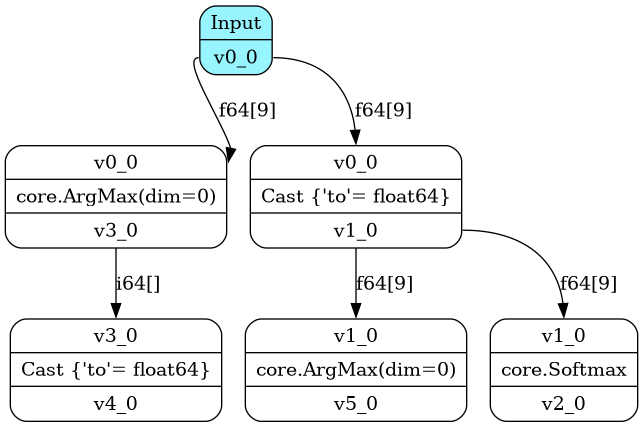 Input
v0_0
f64[9]
f64[9]
v0_0
core.ArgMax(dim=0)
v3_0
v0_0
Cast {'to'= float64}
v1_0
i64[]
f64[9]
f64[9]
v3_0
Cast {'to'= float64}
v4_0
v1_0
core.ArgMax(dim=0)
v5_0
v1_0
core.Softmax
v2_0